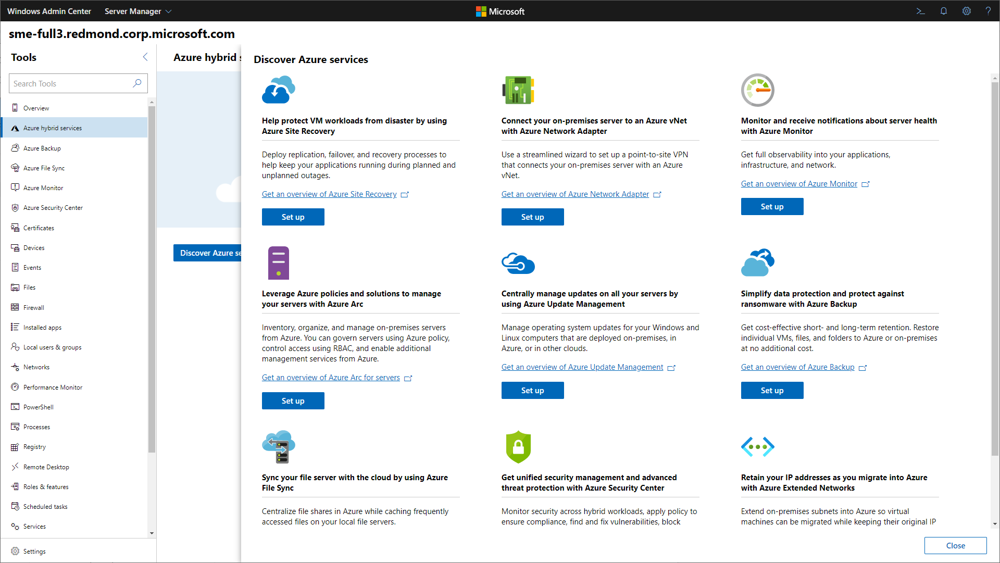 Windows Admin Center
Server Manager
Microsoft
sme-full3.redmond.corp.microsoft.com
Tools
Search Tools
Overview
Azure hybrid services
Azure Backup
Azure File Sync
Azure Monitor
Azure Security Center
Certificates
Devices
Events
Files
Firewall
Installed apps
Local users & groups
Networks
Performance Monitor
PowerShell
Processes
Registry
Remote Desktop
Roles & features
Scheduled tasks
Services
Settings
Azure hybrid
Discover Azure se
Discover Azure services
Help protect VM workloads from disaster by using
Azure Site Recovery
Deploy replication, failover, and recovery processes to
help keep your applications running during planned and
unplanned outages.
Get an overview of Azure Site Recovery
Set up
Connect your on-premises server to an Azure vNet
with Azure Network Adapter
Use a streamlined wizard to set up a point-to-site VPN
that connects your on-premises server with an Azure
vNet.
Get an overview of Azure Network Adapter
Set up
Monitor and receive notifications about server health
with Azure Monitor
Get full observability into your applications,
infrastructure, and network.
Get an overview of Azure Monitor
Set up
Leverage Azure policies and solutions to manage
your servers with Azure Arc
Inventory, organize, and manage on-premises servers
from Azure. You can govern servers using Azure policy,
control access using RBAC, and enable additional
management services from Azure.
Get an overview of Azure Arc for servers
Set up
Centrally manage updates on all your servers by
using Azure Update Management
Manage operating system updates for your Windows and
Linux computers that are deployed on-premises, in
Azure, or in other clouds.
Get an overview of Azure Update Management
Set up
Simplify data protection and protect against
ransomware with Azure Backup
Get cost-effective short- and long-term retention. Restore
individual VMs, files, and folders to Azure or on-premises
at no additional cost.
Get an overview of Azure Backup
Set up
Sync your file server with the cloud by using Azure
File Sync
Centralize file shares in Azure while caching frequently
accessed files on your local file servers.
Get unified security management and advanced
threat protection with Azure Security Center
Monitor security across hybrid workloads, apply policy to
ensure compliance, find and fix vulnerabilities, block
Retain your IP addresses as you migrate into Azure
with Azure Extended Networks
Extend on-premises subnets into Azure so virtual
machines can be migrated while keeping their original IP
Close